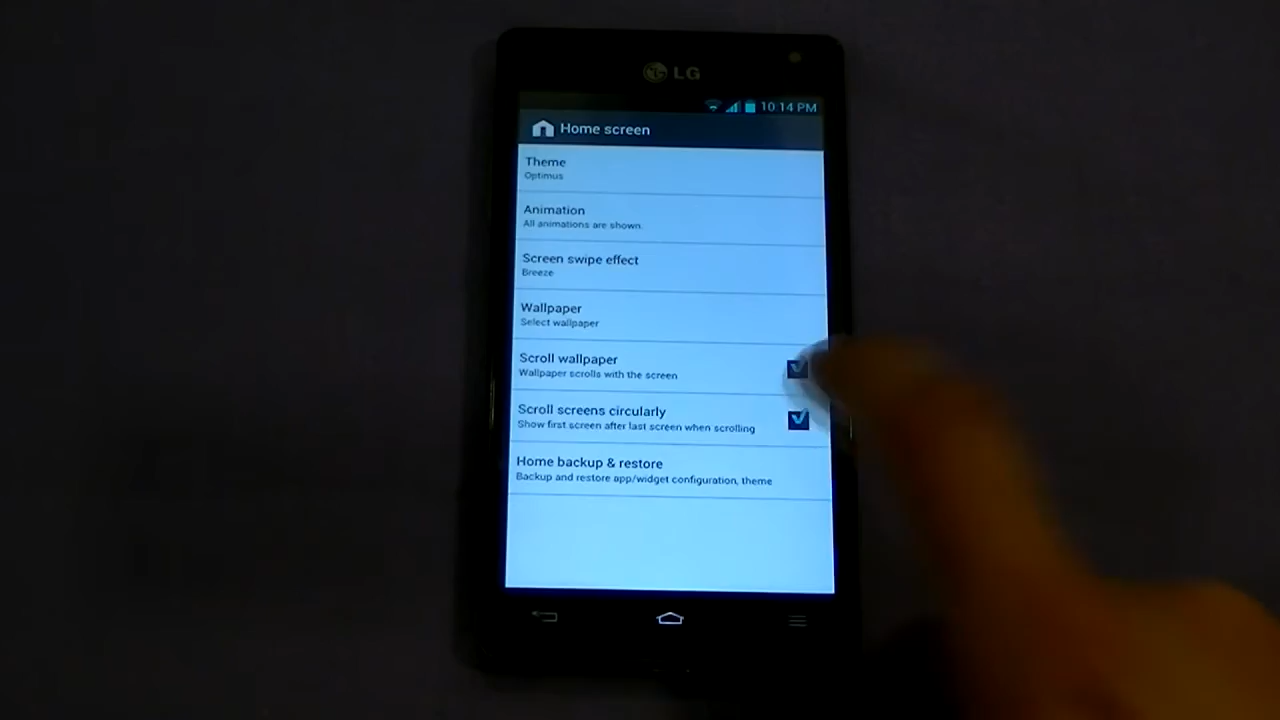 LG
10:14 PM
Home screen
Theme
Optimus
Animation
All animations are shown.
Screen swipe effect
Breeze
Wallpaper
Select wallpaper
Scroll wallpaper
Wallpaper scrolls with the screen
Scroll screens circularly
Show first screen after last screen when scrolling
Home backup & restore
Backup and restore app/widget configuration, theme